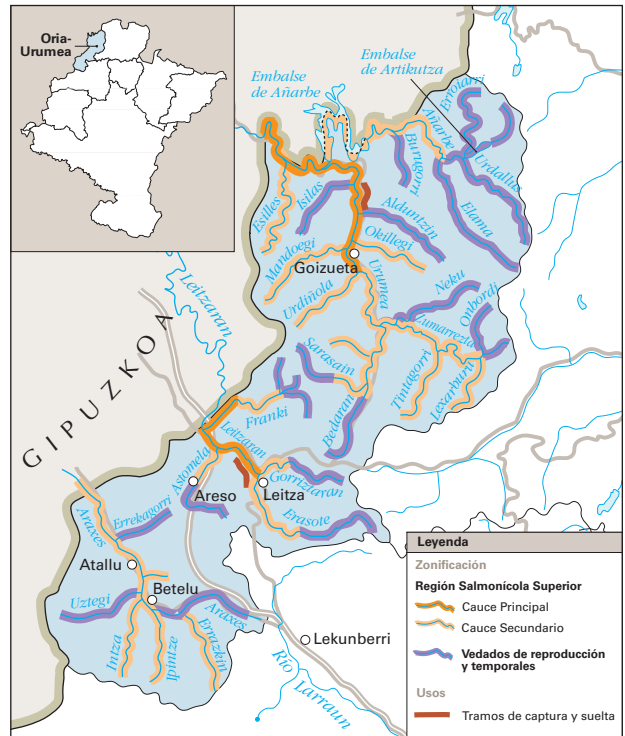 Oria-
Urumea
Embalse
de Añarbe
Embalse
de Artikutza
Erroiarri
Añarbe
Urdallue
Burugorri
Elama
Esilles
Isilas
Alduntzin
Okillegi
Mandoegi
Goizueta
Urumea
Urdiñola
Neku
Onbordi
Zumarrezta
Leitzaran
GIPUZKOA
Sarasain
Tintagorri
Lexarburu
Franki
Bedaran
Leitzaran
Astomela
Gorriztaran
Areso
Leitza
Errekagorri
Erasote
Araxes
Atallu
Betelu
Uztegi
Araxes
Intza
Ipintze
Errazkin
Lekunberri
Río
Larraun
Leyenda
Zonificación
Región Salmonícola Superior
Cauce Principal
Cauce Secundario
Vedados de reproducción
y temporales
Usos
Tramos de captura y suelta